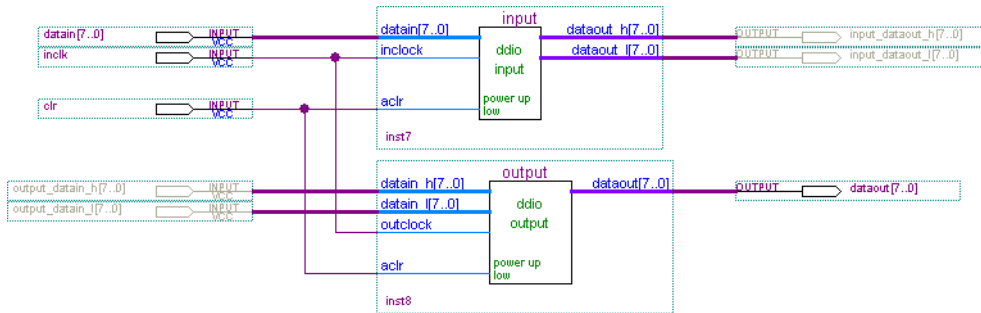 input
datain[7..0] INPUT VCC datain[7..0] dataout_h[7..0] OUTPUT input_dataout_h[7..0]
inclk INPUT VCC inclock ddio dataout_l[7..0] OUTPUT input_dataout_l[7..0]
input
clr INPUT VCC aclr power up
low
inst7
output
output_datain_h[7..0] INPUT VCC datain_h[7..0] dataout[7..0] OUTPUT dataout[7..0]
output_datain_l[7..0] INPUT VCC datain_l[7..0] ddio
outclock output
aclr power up
low
inst8